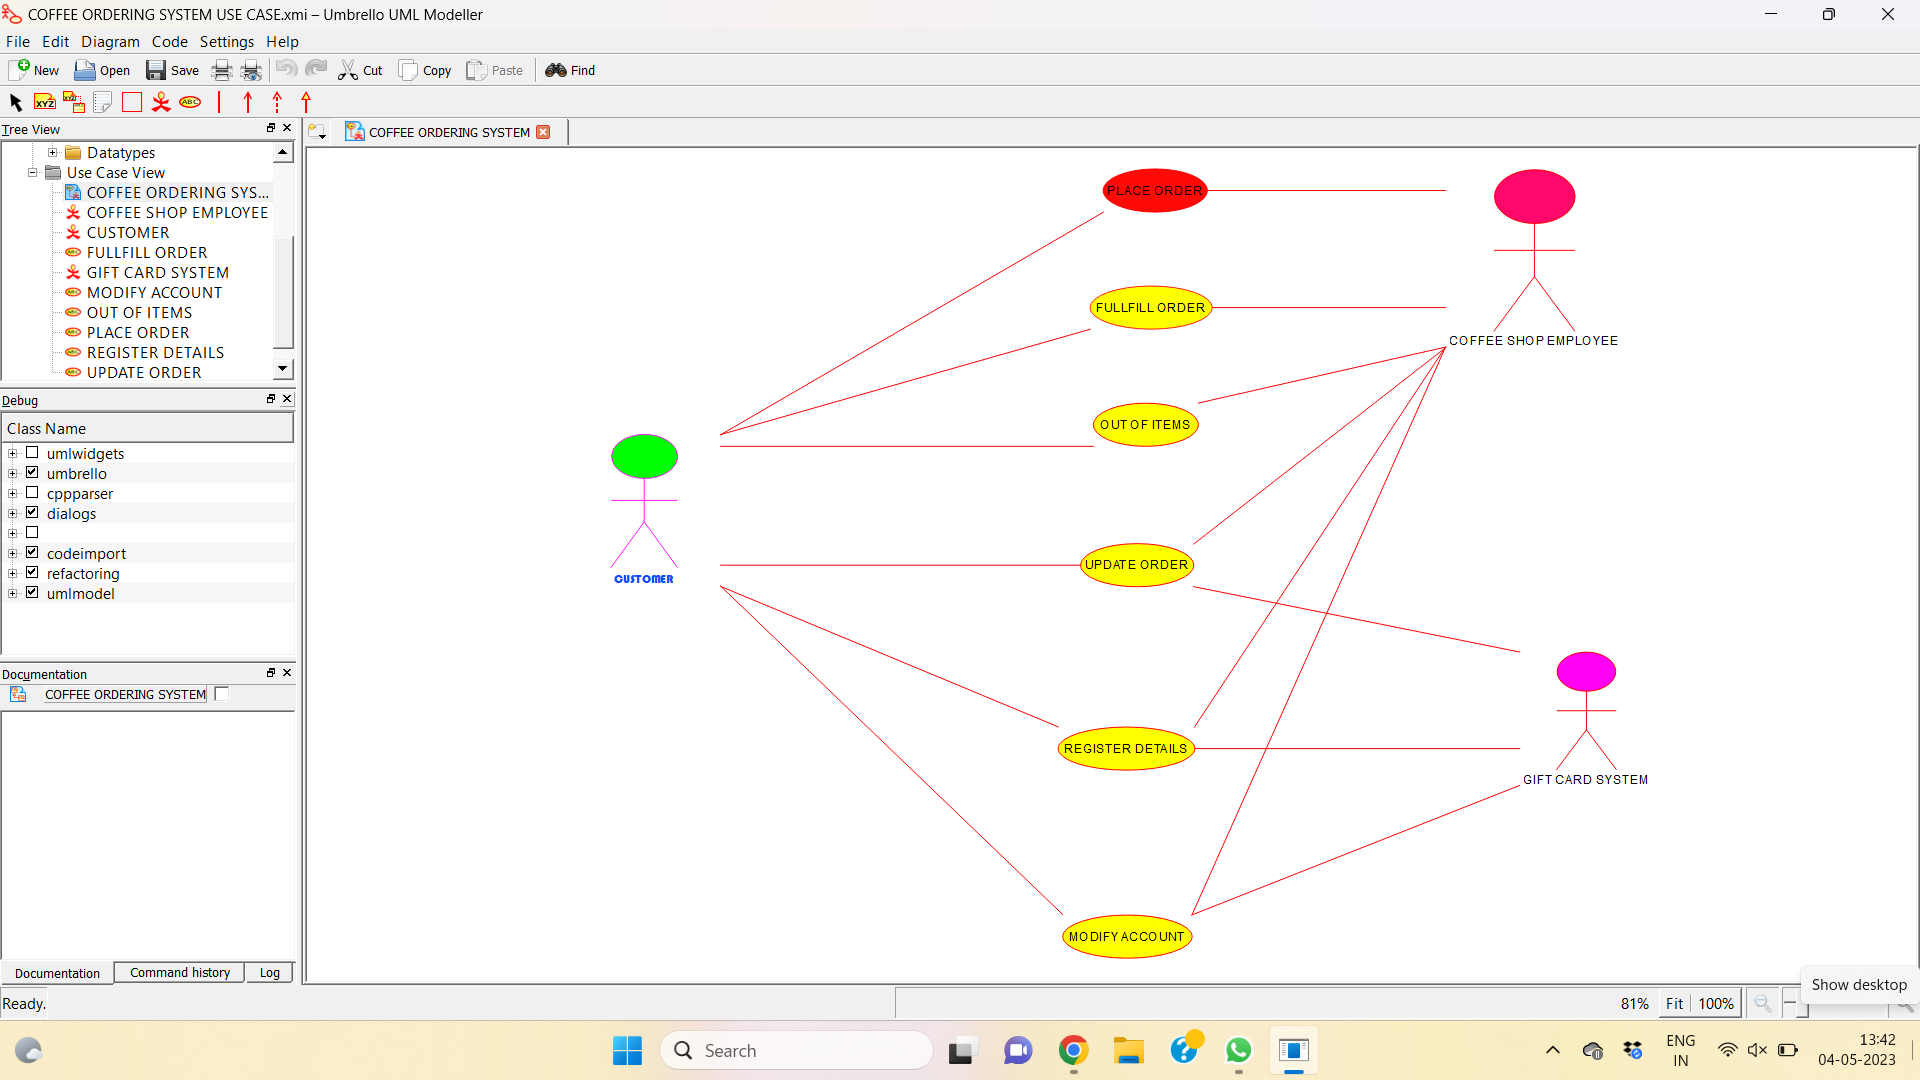 COFFEE ORDERING SYSTEM USE CASE.xmi – Umbrello UML Modeller
File Edit Diagram Code Settings Help
New Open Save Cut Copy Paste Find
XYZ XYZ ABC
Tree View
COFFEE ORDERING SYSTEM
Datatypes
Use Case View
COFFEE ORDERING SYS...
COFFEE SHOP EMPLOYEE
CUSTOMER
FULLFILL ORDER
GIFT CARD SYSTEM
MODIFY ACCOUNT
OUT OF ITEMS
PLACE ORDER
REGISTER DETAILS
UPDATE ORDER
Debug
Class Name
umlwidgets
umbrello
cppparser
dialogs
codeimport
refactoring
umlmodel
Documentation
COFFEE ORDERING SYSTEM
Documentation Command history Log
Ready.
PLACE ORDER
FULLFILL ORDER
COFFEE SHOP EMPLOYEE
OUT OF ITEMS
CUSTOMER
UPDATE ORDER
REGISTER DETAILS
GIFT CARD SYSTEM
MODIFY ACCOUNT
Show desktop
81% Fit 100%
Search
ENG
IN
13:42
04-05-2023